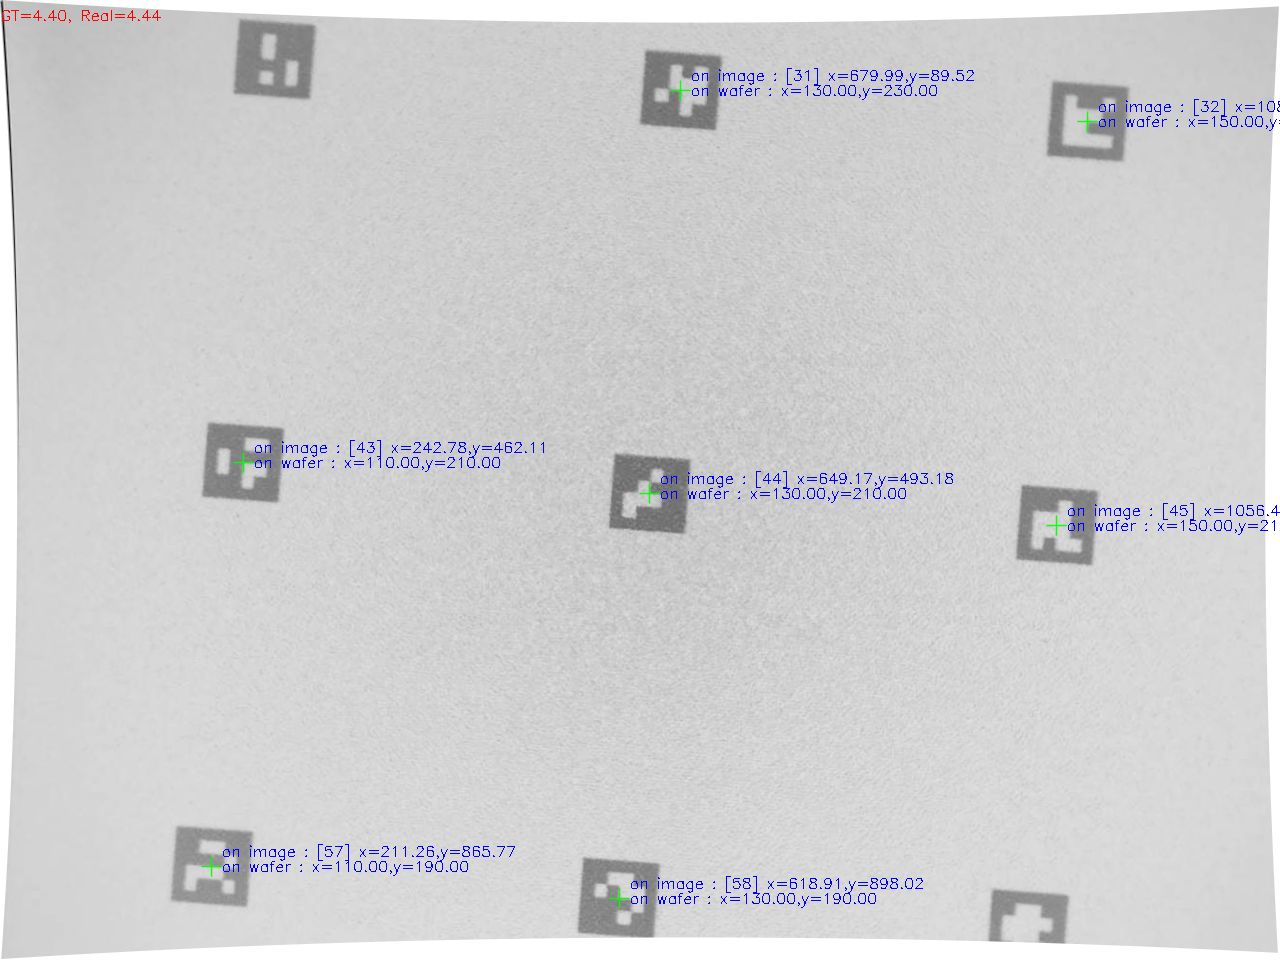 GT=4.40, Real=4.44
on image : [31] x=679.99,y=89.52
on wafer : x=130.00,y=230.00
on image : [32] x=108
on wafer : x=150.00,y=
on image : [43] x=242.78,y=462.11
on wafer : x=110.00,y=210.00
on image : [44] x=649.17,y=493.18
on wafer : x=130.00,y=210.00
on image : [45] x=1056.4
on wafer : x=150.00,y=21
on image : [57] x=211.26,y=865.77
on wafer : x=110.00,y=190.00
on image : [58] x=618.91,y=898.02
on wafer : x=130.00,y=190.00